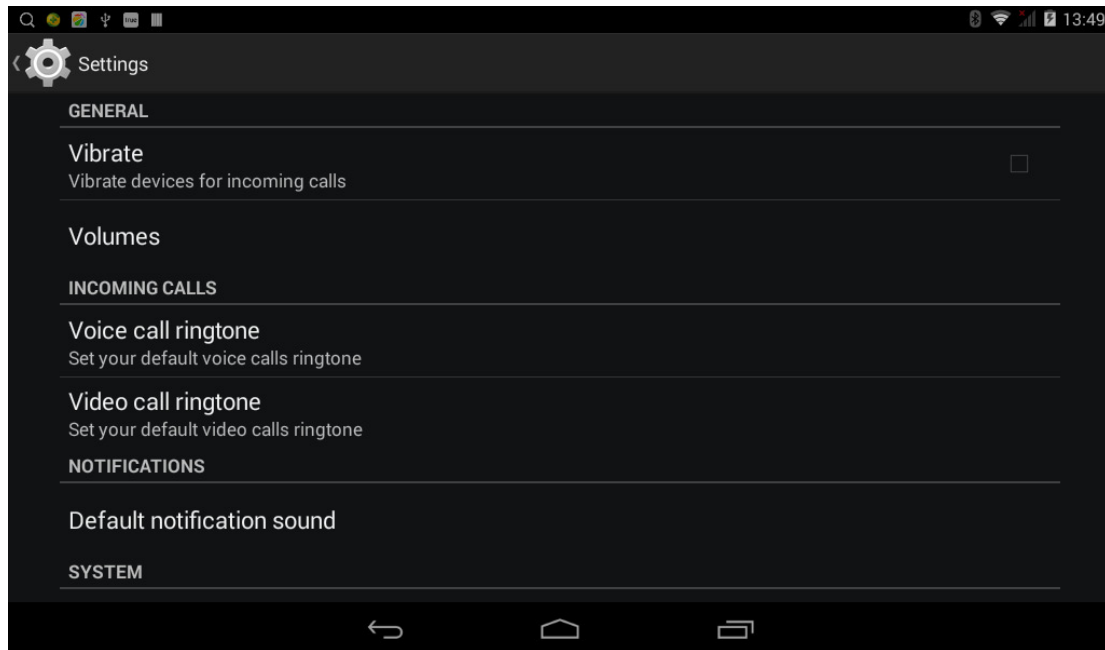 13:49
Settings
GENERAL
Vibrate
Vibrate devices for incoming calls
Volumes
INCOMING CALLS
Voice call ringtone
Set your default voice calls ringtone
Video call ringtone
Set your default video calls ringtone
NOTIFICATIONS
Default notification sound
SYSTEM